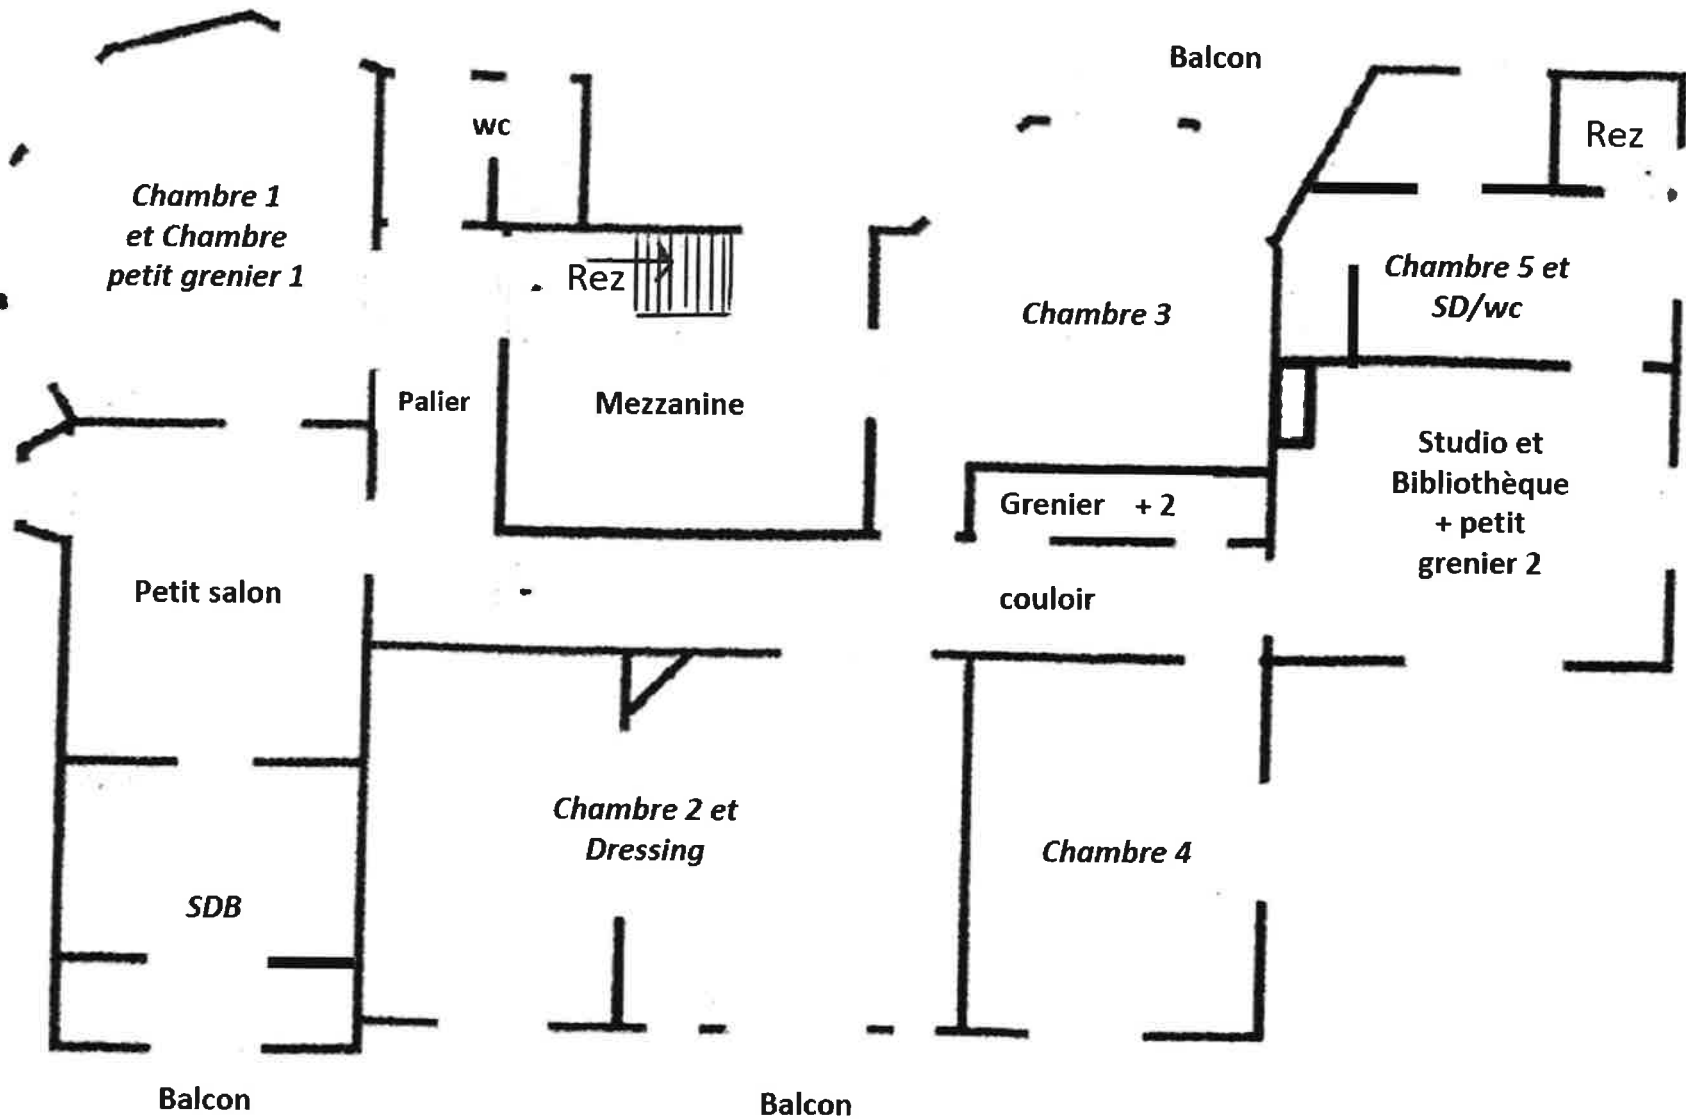 Balcon
wc
Rez
Chambre 1
et Chambre
petit grenier 1
Rez
Chambre 3
Chambre 5 et
SD/wc
Palier
Mezzanine
Studio et
Bibliothèque
+ petit
grenier 2
Grenier + 2
Petit salon
couloir
Chambre 2 et
Dressing
Chambre 4
SDB
Balcon
Balcon